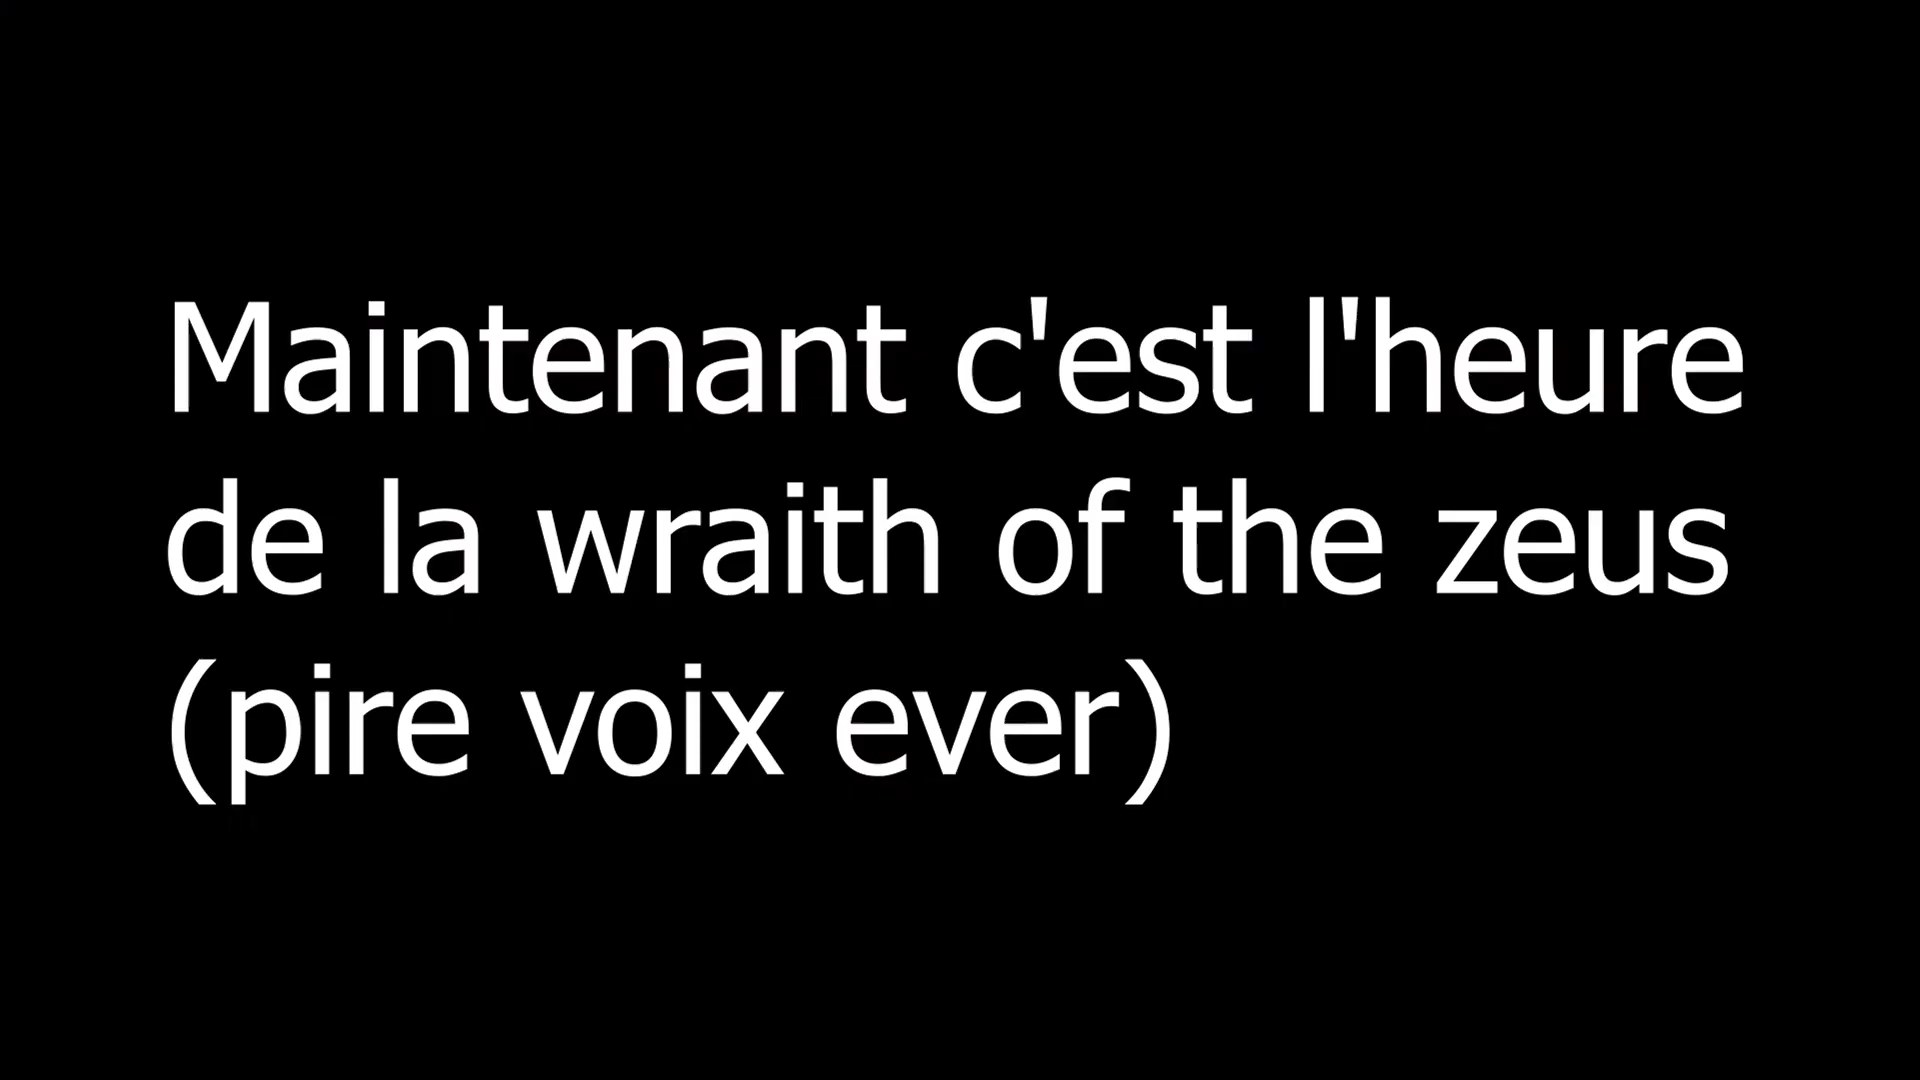 Maintenant c'est l'heure
de la wraith of the zeus
(pire voix ever)